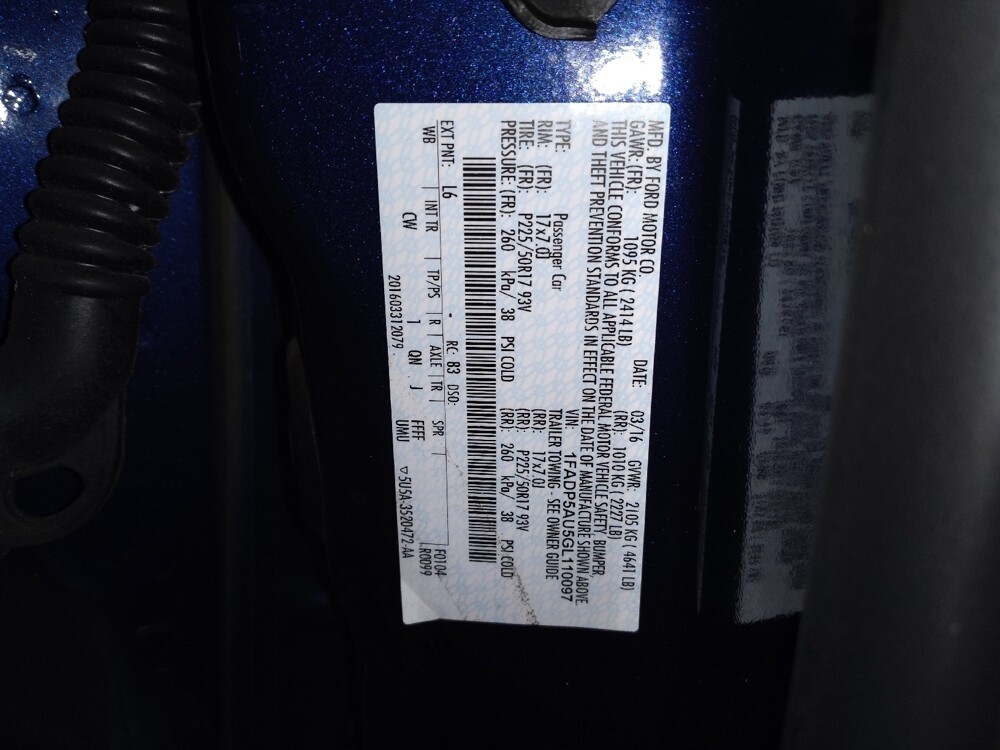 MFD. BY FORD MOTOR CO.
DATE: 03/16 GVWR: 2105 KG ( 4641 LB)
GAWR: (FR): 1095 KG ( 2414 LB) (RR): 1010 KG ( 2227 LB)
THIS VEHICLE CONFORMS TO ALL APPLICABLE FEDERAL MOTOR VEHICLE SAFETY, BUMPER,
AND THEFT PREVENTION STANDARDS IN EFFECT ON THE DATE OF MANUFACTURE SHOWN ABOVE.
VIN: 1FADP5AU5GL110097
TYPE: Passenger Car TRAILER TOWING - SEE OWNER GUIDE
RIM: (FR): 17x7.0J (RR): 17x7.0J
TIRE: (FR): P225/50R17 93V (RR): P225/50R17 93V
PRESSURE: (FR): 260 kPa/ 38 PSI COLD (RR): 260 kPa/ 38 PSI COLD
EXT PNT: L6 - RC: 83 DSO: F0104
WB INT TR TP/PS R AXLE TR SPR R0099
CW 1 QN J FFFF
201603312079 UMU ▽5U5A-3520472-AA